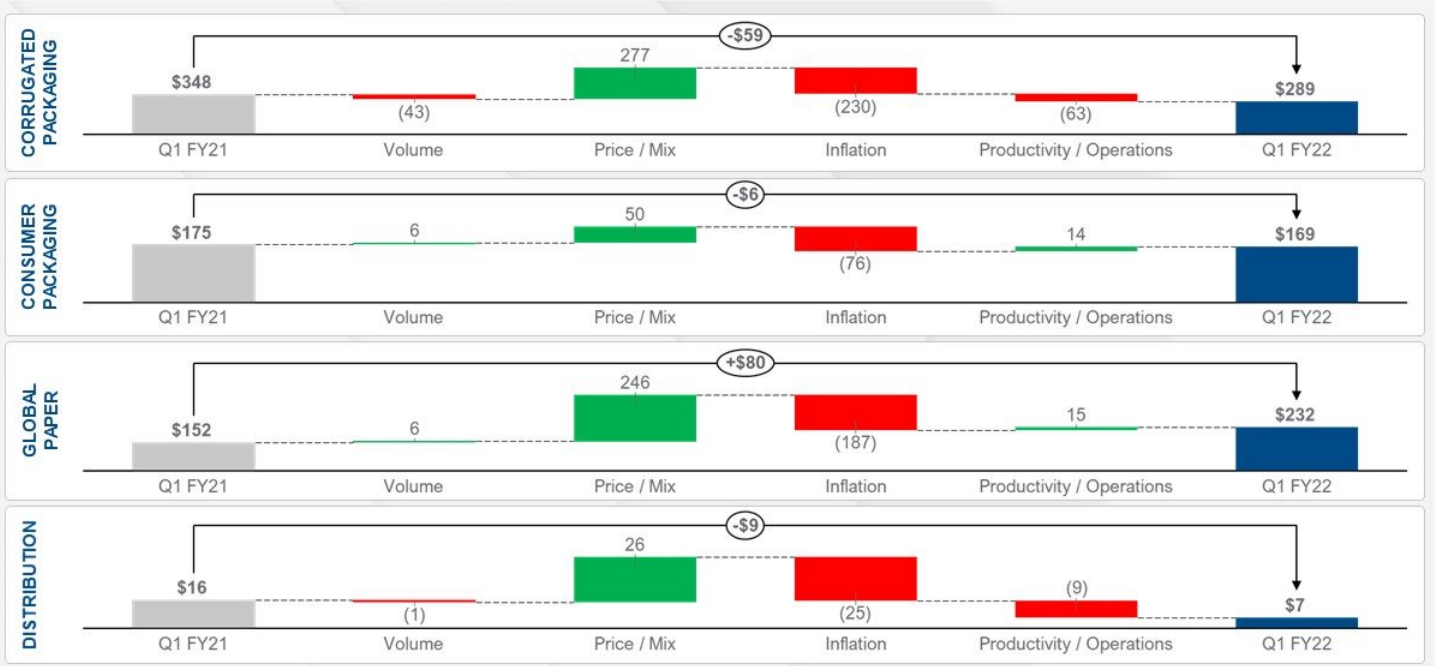 CORRUGATED
PACKAGING
-$59
$348
(43)
277
(230)
(63)
$289
Q1 FY21
Volume
Price / Mix
Inflation
Productivity / Operations
Q1 FY22
CONSUMER
PACKAGING
-$6
$175
6
50
(76)
14
$169
Q1 FY21
Volume
Price / Mix
Inflation
Productivity / Operations
Q1 FY22
GLOBAL
PAPER
+$80
$152
6
246
(187)
15
$232
Q1 FY21
Volume
Price / Mix
Inflation
Productivity / Operations
Q1 FY22
DISTRIBUTION
-$9
$16
(1)
26
(25)
(9)
$7
Q1 FY21
Volume
Price / Mix
Inflation
Productivity / Operations
Q1 FY22